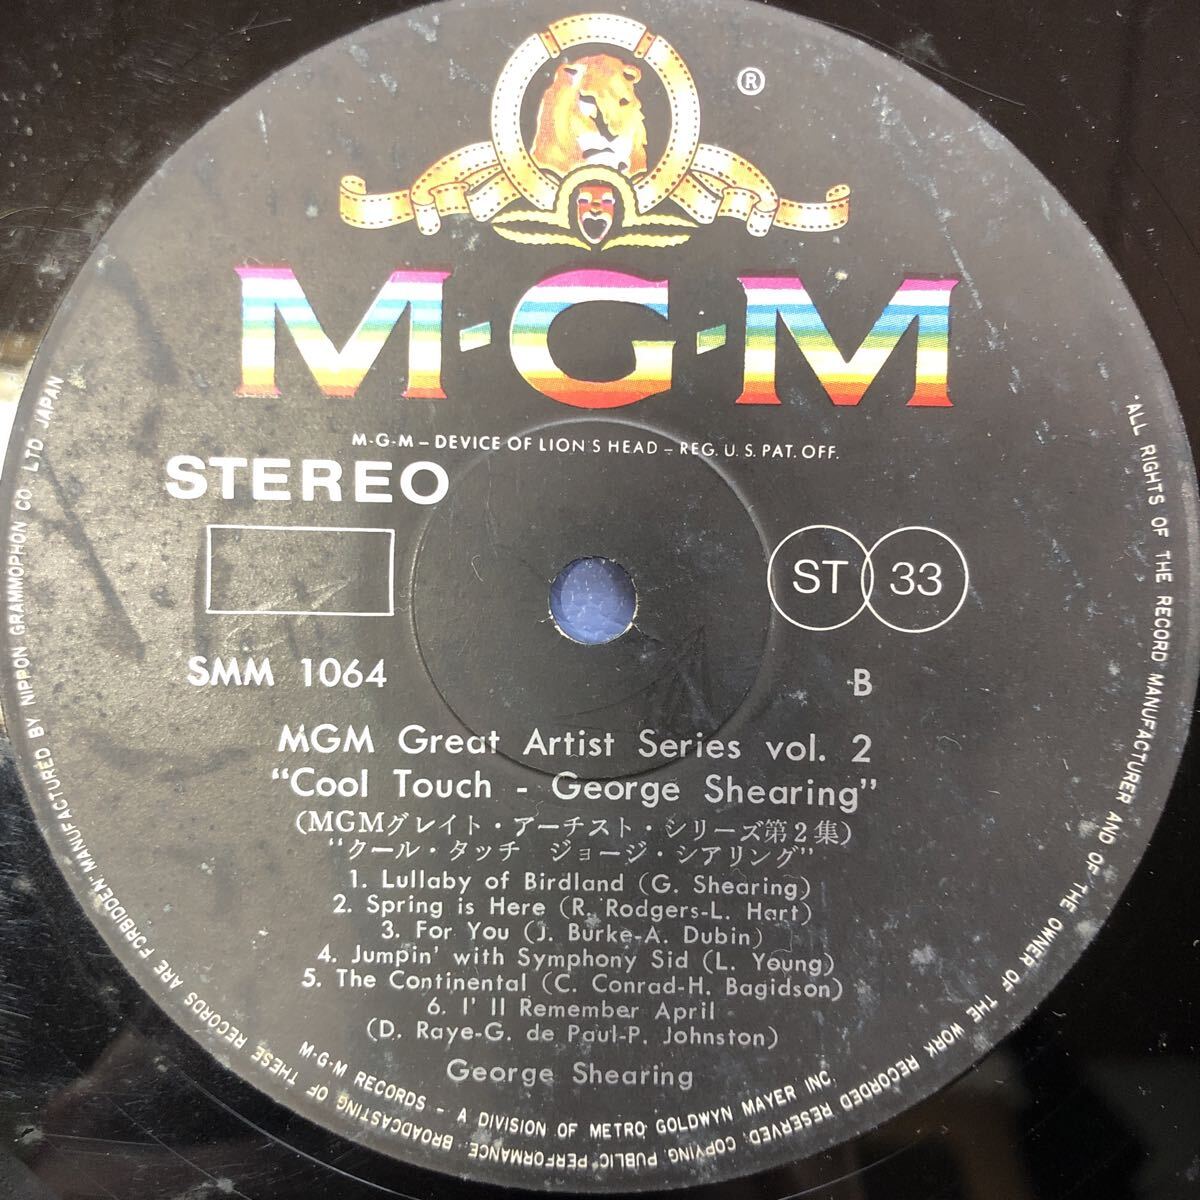 ®
M-G-M
M-G-M – DEVICE OF LION'S HEAD – REG. U.S. PAT. OFF.
STEREO
ST 33
SMM 1064
B
MGM Great Artist Series vol. 2
"Cool Touch - George Shearing"
(MGMグレイト・アーチスト・シリーズ第2集)
"クール・タッチ ジョージ・シアリング"
1. Lullaby of Birdland (G. Shearing)
2. Spring is Here (R. Rodgers-L. Hart)
3. For You (J. Burke-A. Dubin)
4. Jumpin' with Symphony Sid (L. Young)
5. The Continental (C. Conrad-H. Bagidson)
6. I' ll Remember April
(D. Raye-G. de Paul-P. Johnston)
George Shearing
M-G-M RECORDS - A DIVISION OF METRO GOLDWYN MAYER INC.
"ALL RIGHTS OF THE RECORD MANUFACTURER AND OF THE OWNER OF THE WORK RECORDED RESERVED; COPYING PUBLIC PERFORMANCE, BROADCASTING OF THESE RECORDS ARE FORBIDDEN" MANUFACTURED BY NIPPON GRAMMOPHON CO. LTD JAPAN